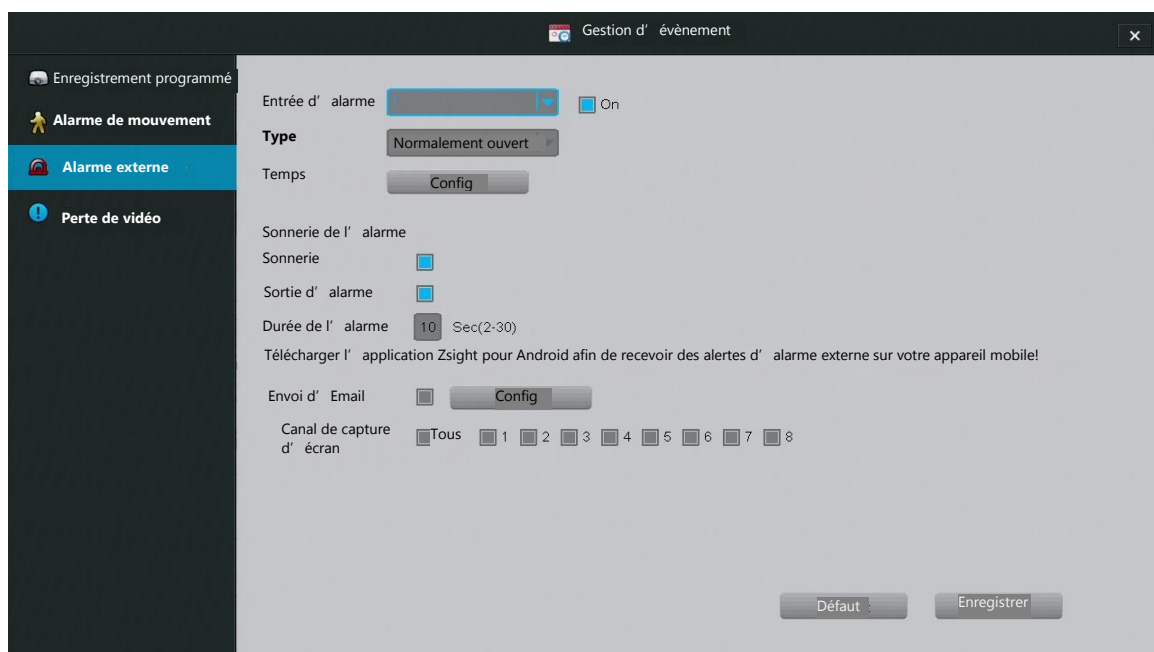 Gestion d’ évènement
Enregistrement programmé
Alarme de mouvement
Alarme externe
Perte de vidéo
Entrée d’ alarme
On
Type
Normalement ouvert
Temps
Config
Sonnerie de l’ alarme
Sonnerie
Sortie d’ alarme
Durée de l’ alarme 10 Sec(2-30)
Télécharger l’ application Zsight pour Android afin de recevoir des alertes d’ alarme externe sur votre appareil mobile!
Envoi d’ Email
Config
Canal de capture
d’ écran
Tous 1 2 3 4 5 6 7 8
Défaut :
Enregistrer